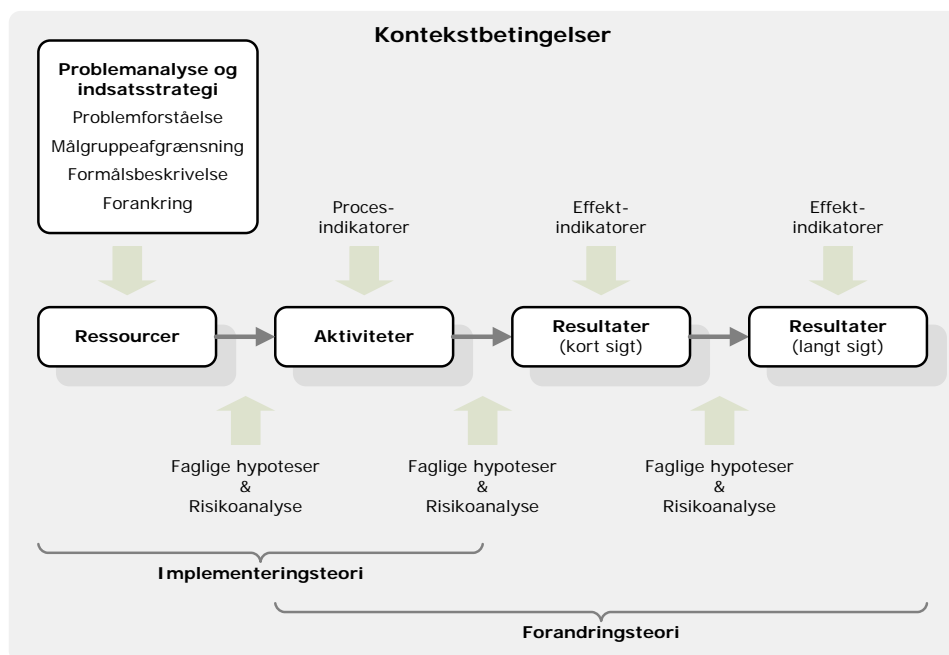 Kontekstbetingelser
Problemanalyse og
indsatsstrategi
Problemforståelse
Målgruppeafgrænsning
Formålsbeskrivelse
Forankring
Proces-
indikatorer
Effekt-
indikatorer
Effekt-
indikatorer
Ressourcer
Aktiviteter
Resultater
(kort sigt)
Resultater
(langt sigt)
Faglige hypoteser
&
Risikoanalyse
Faglige hypoteser
&
Risikoanalyse
Faglige hypoteser
&
Risikoanalyse
Implementeringsteori
Forandringsteori